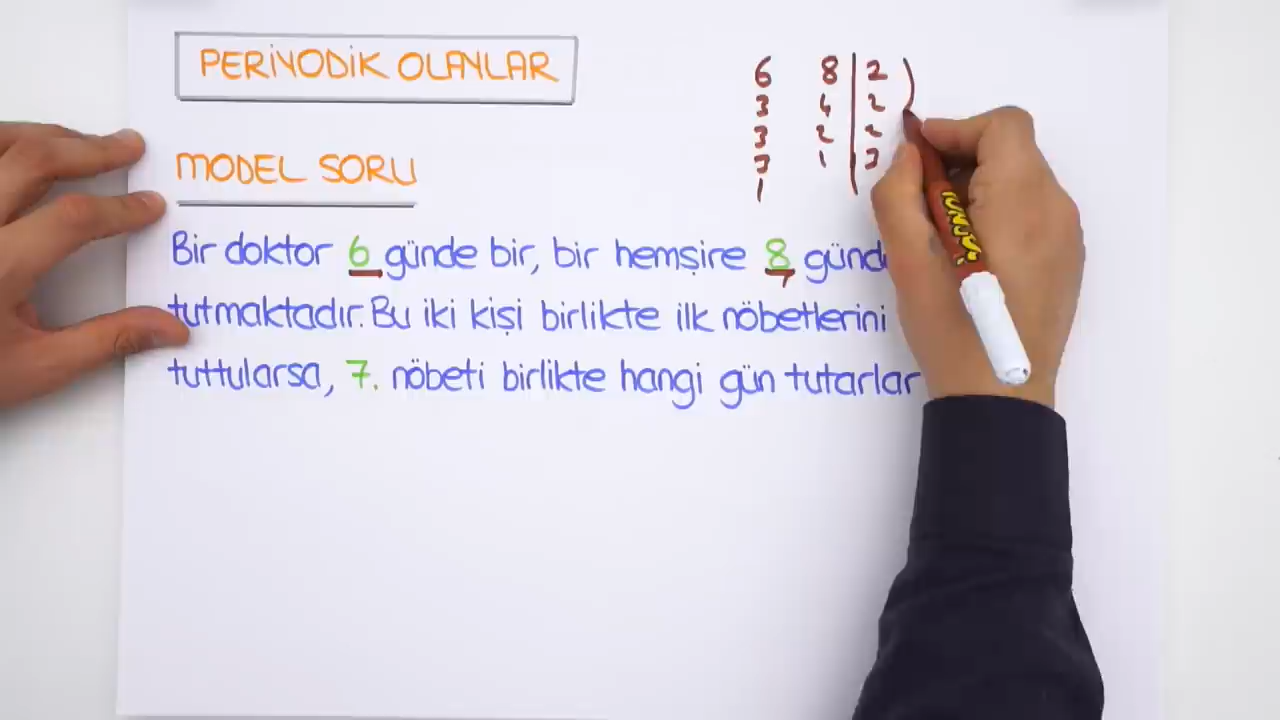 PERİYODİK OLAYLAR
MODEL SORU
6 8 2
3 4 2
3 2 2
3 1 3
1
Bir doktor 6 günde bir, bir hemşire 8
tutmaktadır. Bu iki kişi birlikte ilk nöbetlerini
tuttularsa, 7. nöbeti birlikte hangi gün tutarlar